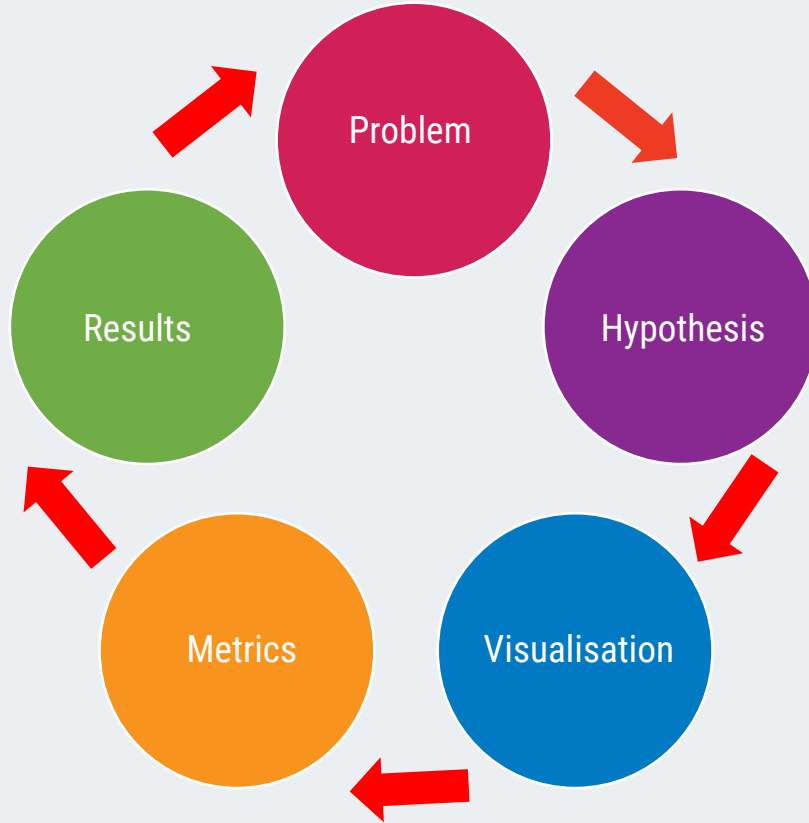 Problem
Hypothesis
Visualisation
Metrics
Results